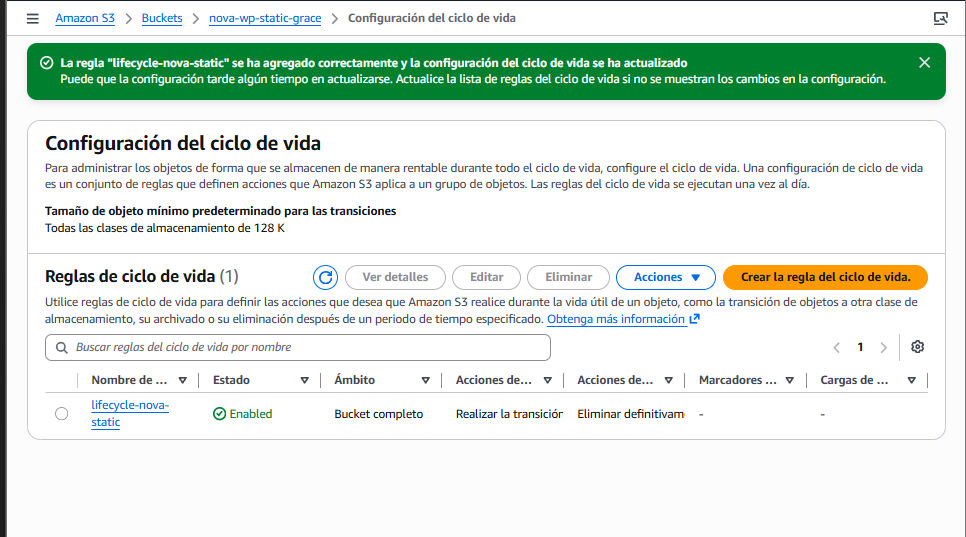 Amazon S3 > Buckets > nova-wp-static-grace > Configuración del ciclo de vida
La regla "lifecycle-nova-static" se ha agregado correctamente y la configuración del ciclo de vida se ha actualizado
Puede que la configuración tarde algún tiempo en actualizarse. Actualice la lista de reglas del ciclo de vida si no se muestran los cambios en la configuración.
Configuración del ciclo de vida
Para administrar los objetos de forma que se almacenen de manera rentable durante todo el ciclo de vida, configure el ciclo de vida. Una configuración de ciclo de vida
es un conjunto de reglas que definen acciones que Amazon S3 aplica a un grupo de objetos. Las reglas del ciclo de vida se ejecutan una vez al día.
Tamaño de objeto mínimo predeterminado para las transiciones
Todas las clases de almacenamiento de 128 K
Reglas de ciclo de vida (1) Ver detalles Editar Eliminar Acciones Crear la regla del ciclo de vida.
Utilice reglas de ciclo de vida para definir las acciones que desea que Amazon S3 realice durante la vida útil de un objeto, como la transición de objetos a otra clase de
almacenamiento, su archivado o su eliminación después de un periodo de tiempo especificado. Obtenga más información
Buscar reglas del ciclo de vida por nombre 1
Nombre de ... Estado Ámbito Acciones de... Acciones de... Marcadores ... Cargas de ...
lifecycle-nova- Enabled Bucket completo Realizar la transición Eliminar definitivam - -
static